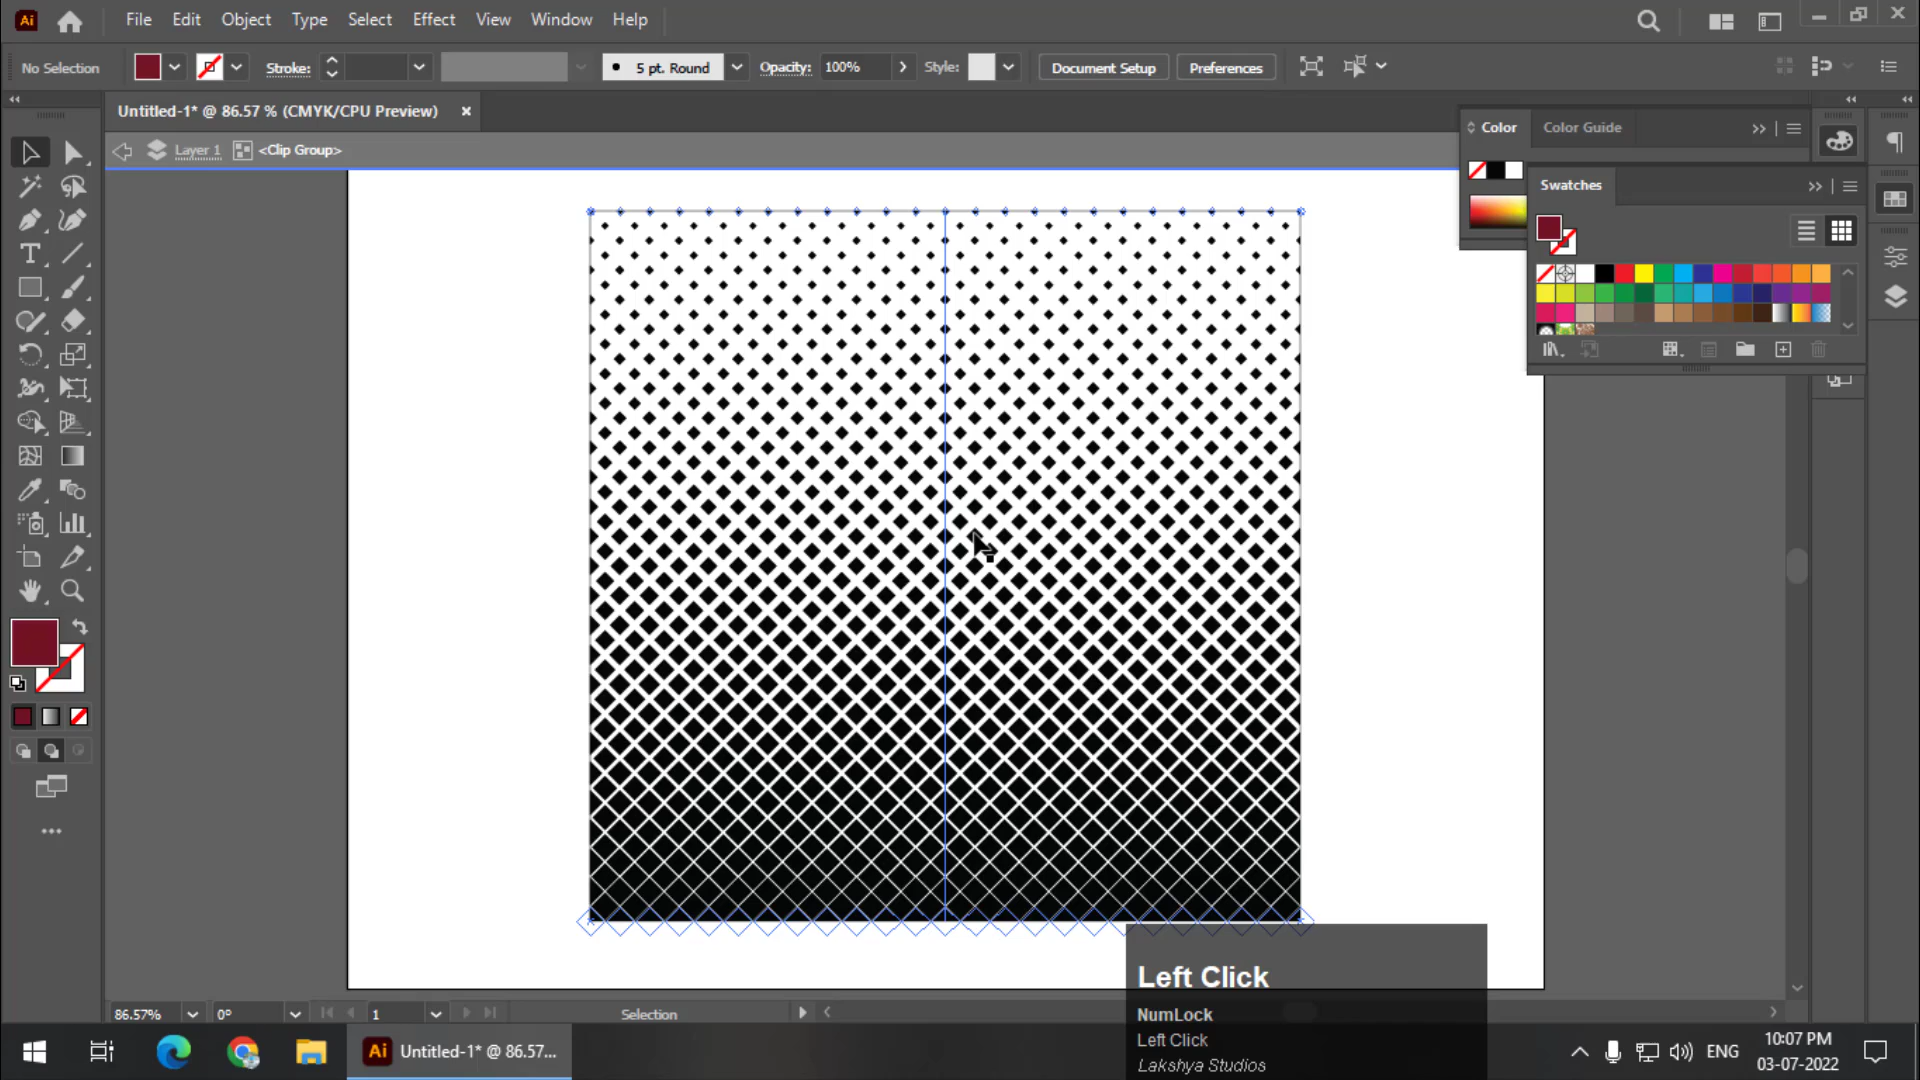 Ai File Edit Object Type Select Effect View Window Help
No Selection Stroke: 5 pt. Round Opacity: 100% Style: Document Setup Preferences
Untitled-1* @ 86.57 % (CMYK/CPU Preview)
Layer 1 <Clip Group>
Color Color Guide
Swatches
Left Click
NumLock
Left Click
Lakshya Studios
86.57% 0° 1 Selection
Ai Untitled-1* @ 86.57...
ENG
10:07 PM
03-07-2022